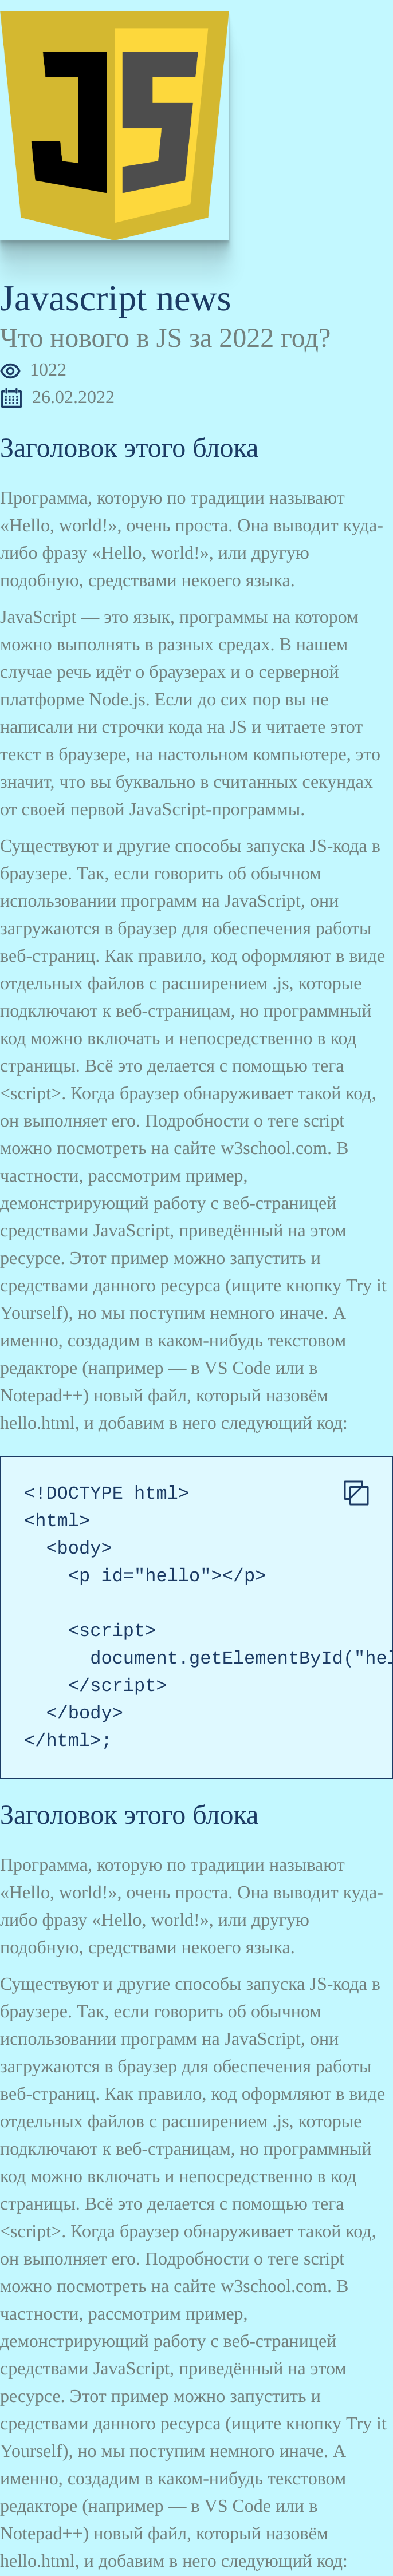 JS
Javascript news
Что нового в JS за 2022 год?
1022
26.02.2022
Заголовок этого блока
Программа, которую по традиции называют
«Hello, world!», очень проста. Она выводит куда-
либо фразу «Hello, world!», или другую
подобную, средствами некоего языка.
JavaScript — это язык, программы на котором
можно выполнять в разных средах. В нашем
случае речь идёт о браузерах и о серверной
платформе Node.js. Если до сих пор вы не
написали ни строчки кода на JS и читаете этот
текст в браузере, на настольном компьютере, это
значит, что вы буквально в считанных секундах
от своей первой JavaScript-программы.
Существуют и другие способы запуска JS-кода в
браузере. Так, если говорить об обычном
использовании программ на JavaScript, они
загружаются в браузер для обеспечения работы
веб-страниц. Как правило, код оформляют в виде
отдельных файлов с расширением .js, которые
подключают к веб-страницам, но программный
код можно включать и непосредственно в код
страницы. Всё это делается с помощью тега
<script>. Когда браузер обнаруживает такой код,
он выполняет его. Подробности о теге script
можно посмотреть на сайте w3school.com. В
частности, рассмотрим пример,
демонстрирующий работу с веб-страницей
средствами JavaScript, приведённый на этом
ресурсе. Этот пример можно запустить и
средствами данного ресурса (ищите кнопку Try it
Yourself), но мы поступим немного иначе. А
именно, создадим в каком-нибудь текстовом
редакторе (например — в VS Code или в
Notepad++) новый файл, который назовём
hello.html, и добавим в него следующий код:
<!DOCTYPE html>
<html>
  <body>
    <p id="hello"></p>

    <script>
      document.getElementById("hel
    </script>
  </body>
</html>;
Заголовок этого блока
Программа, которую по традиции называют
«Hello, world!», очень проста. Она выводит куда-
либо фразу «Hello, world!», или другую
подобную, средствами некоего языка.
Существуют и другие способы запуска JS-кода в
браузере. Так, если говорить об обычном
использовании программ на JavaScript, они
загружаются в браузер для обеспечения работы
веб-страниц. Как правило, код оформляют в виде
отдельных файлов с расширением .js, которые
подключают к веб-страницам, но программный
код можно включать и непосредственно в код
страницы. Всё это делается с помощью тега
<script>. Когда браузер обнаруживает такой код,
он выполняет его. Подробности о теге script
можно посмотреть на сайте w3school.com. В
частности, рассмотрим пример,
демонстрирующий работу с веб-страницей
средствами JavaScript, приведённый на этом
ресурсе. Этот пример можно запустить и
средствами данного ресурса (ищите кнопку Try it
Yourself), но мы поступим немного иначе. А
именно, создадим в каком-нибудь текстовом
редакторе (например — в VS Code или в
Notepad++) новый файл, который назовём
hello.html, и добавим в него следующий код: